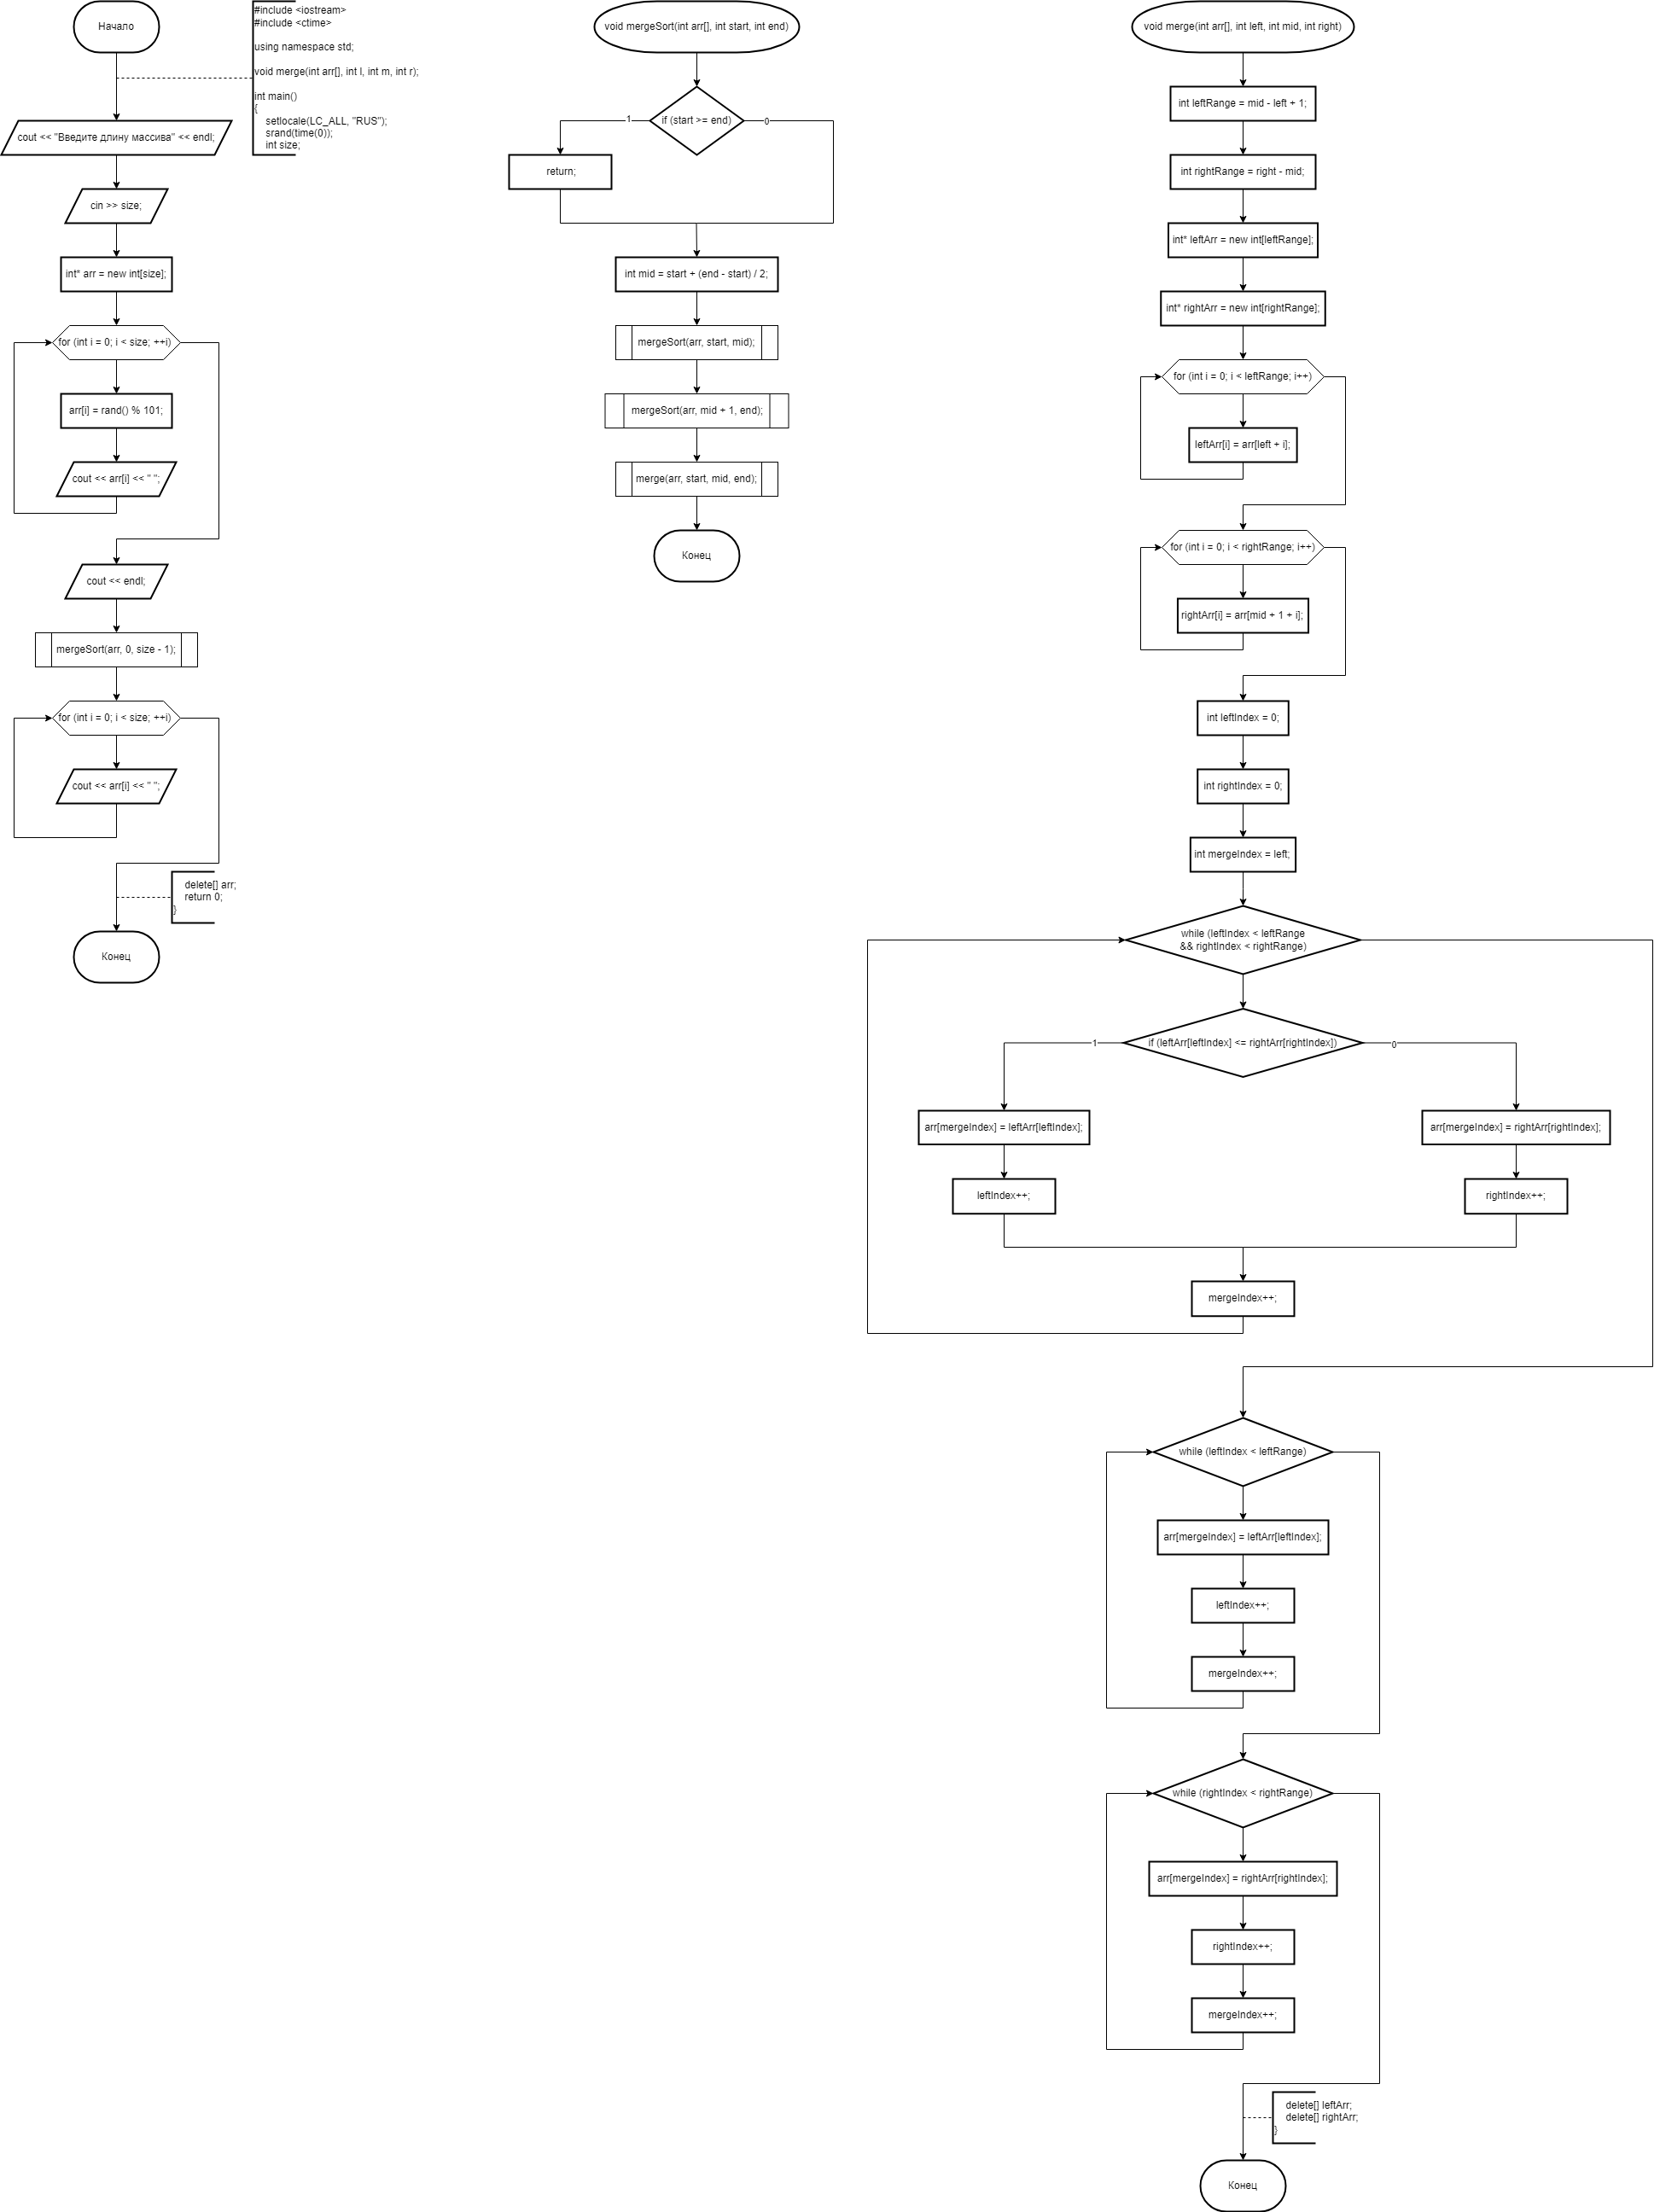 Начало
#include <iostream>
#include <ctime>
using namespace std;
void merge(int arr[], int l, int m, int r);
int main()
{
setlocale(LC_ALL, "RUS");
srand(time(0));
int size;
cout << "Введите длину массива" << endl;
cin >> size;
int* arr = new int[size];
for (int i = 0; i < size; ++i)
arr[i] = rand() % 101;
cout << arr[i] << " ";
cout << endl;
mergeSort(arr, 0, size - 1);
for (int i = 0; i < size; ++i)
cout << arr[i] << " ";
delete[] arr;
return 0;
}
Конец
void mergeSort(int arr[], int start, int end)
if (start >= end)
1
0
return;
int mid = start + (end - start) / 2;
mergeSort(arr, start, mid);
mergeSort(arr, mid + 1, end);
merge(arr, start, mid, end);
Конец
void merge(int arr[], int left, int mid, int right)
int leftRange = mid - left + 1;
int rightRange = right - mid;
int* leftArr = new int[leftRange];
int* rightArr = new int[rightRange];
for (int i = 0; i < leftRange; i++)
leftArr[i] = arr[left + i];
for (int i = 0; i < rightRange; i++)
rightArr[i] = arr[mid + 1 + i];
int leftIndex = 0;
int rightIndex = 0;
int mergeIndex = left;
while (leftIndex < leftRange
&& rightIndex < rightRange)
if (leftArr[leftIndex] <= rightArr[rightIndex])
1
0
arr[mergeIndex] = leftArr[leftIndex];
leftIndex++;
arr[mergeIndex] = rightArr[rightIndex];
rightIndex++;
mergeIndex++;
while (leftIndex < leftRange)
arr[mergeIndex] = leftArr[leftIndex];
leftIndex++;
mergeIndex++;
while (rightIndex < rightRange)
arr[mergeIndex] = rightArr[rightIndex];
rightIndex++;
mergeIndex++;
delete[] leftArr;
delete[] rightArr;
}
Конец